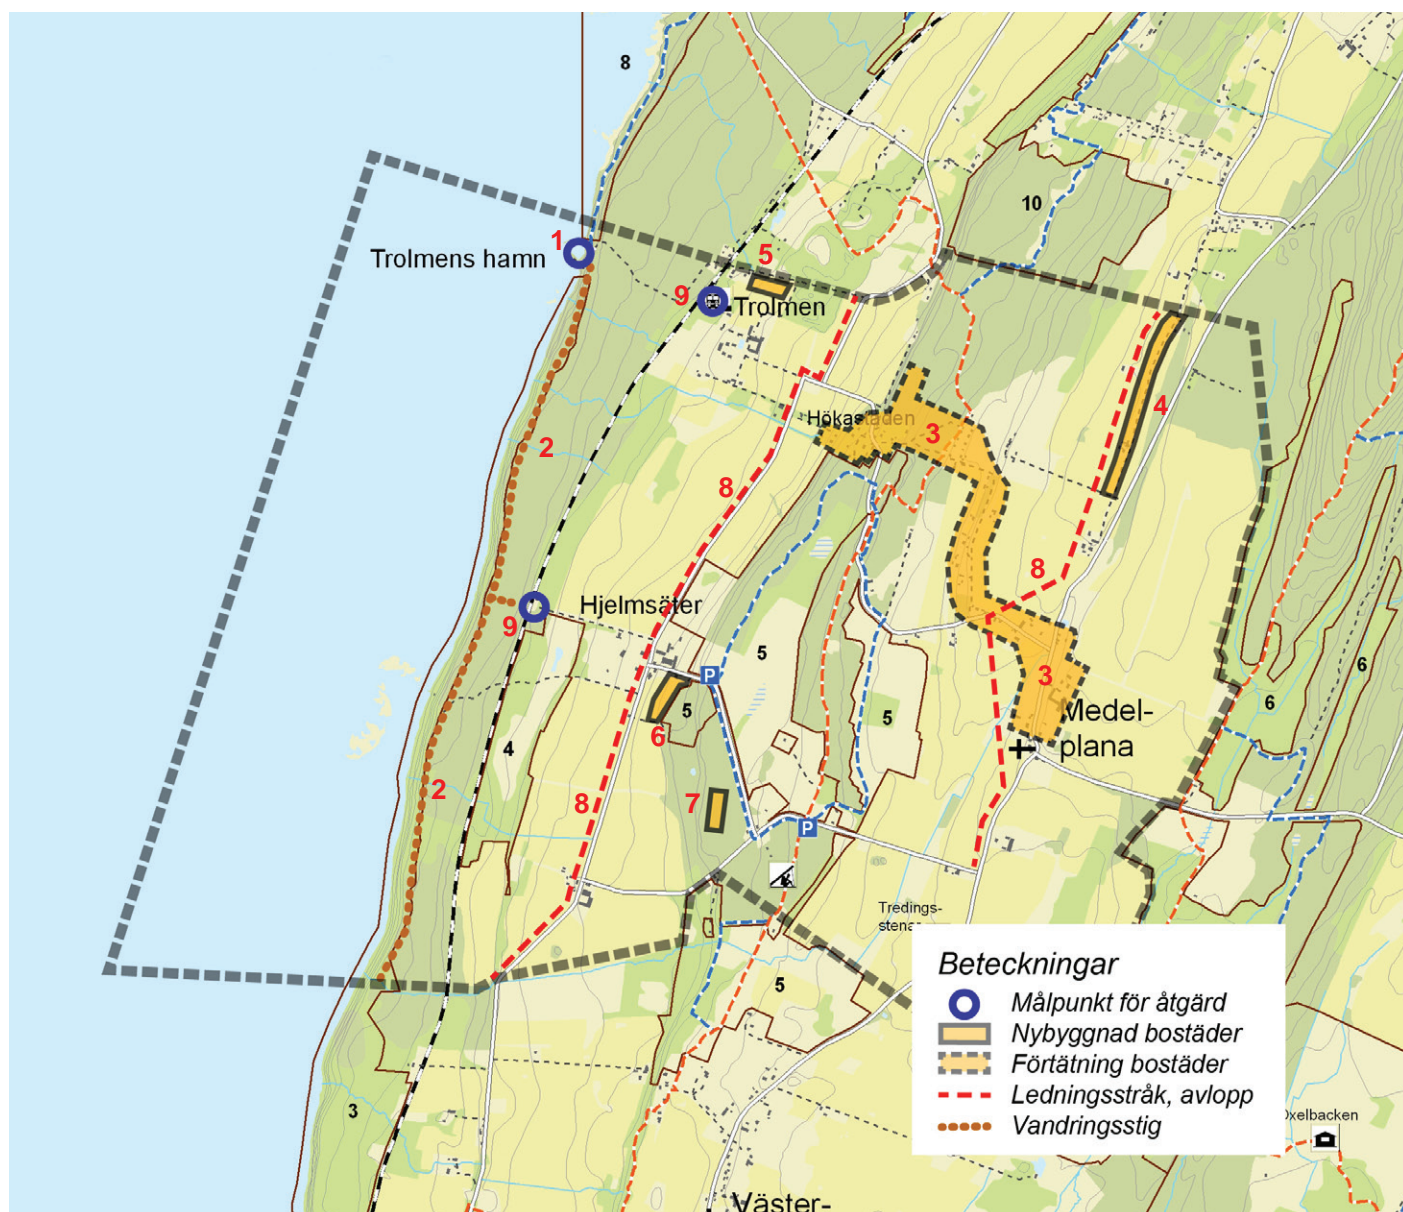 8
10
1
Trolmens hamn
5
9
Trolmen
4
Hökastaden
3
2
8
8
9
Hjelmsäter
5
6
5
5
3
6
6
Medel-
plana
4
2
8
7
P
P
Tredings-
stenar
5
3
Beteckningar
Målpunkt för åtgärd
Nybyggnad bostäder
Förtätning bostäder
Ledningsstråk, avlopp
Vandringsstig
Oxelbacken
Väster-